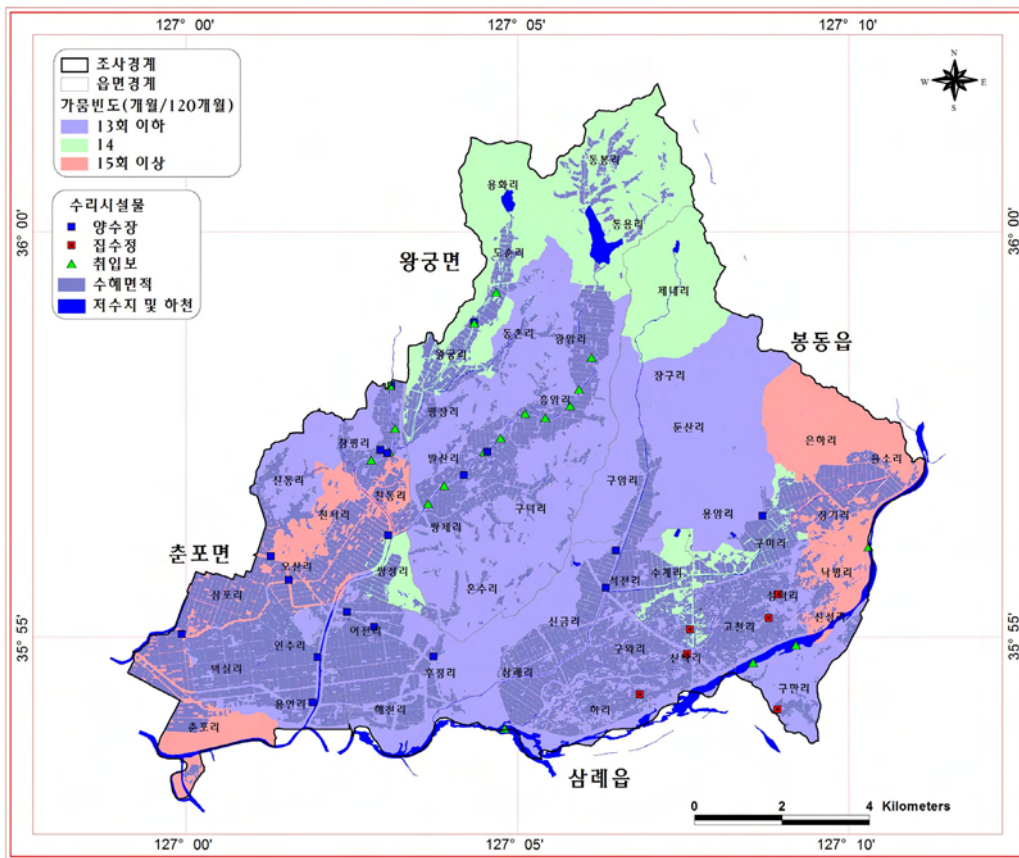 127° 00'
127° 05'
127° 10'
조사경계
읍면경계
가뭄빈도(개월/120개월)
13회 이하
14
15회 이상
수리시설물
양수장
집수정
취입보
수혜면적
저수지 및 하천
N
W
E
S
36° 00'
36° 00'
35° 55'
35° 55'
왕궁면
봉동읍
춘포면
삼례읍
동봉리
용화리
동용리
도순리
제내리
동촌리
광암리
왕궁리
장구리
흥암리
평장리
둔산리
은하리
창평리
발산리
율소리
신동리
구암리
천서리
쌍제리
구덕리
용암리
장기리
구미리
오산리
쌍정리
낙평리
석전리
수계리
삼포리
온수리
신성리
어전리
신금리
고천리
인수리
구와리
덕실리
후정리
삼례리
구만리
용연리
해전리
하리
춘포리
0 2 4 Kilometers
127° 00'
127° 05'
127° 10'